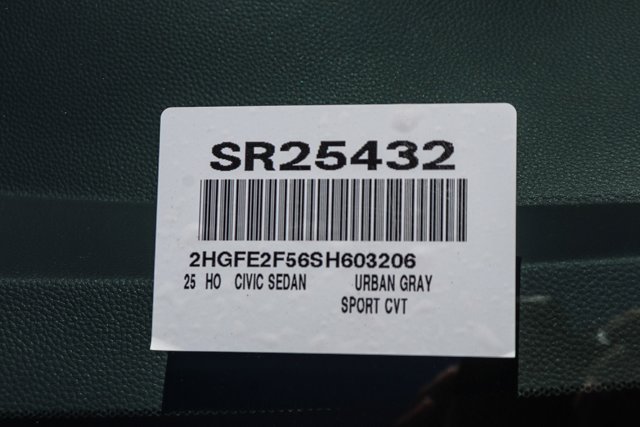 SR25432
2HGFE2F56SH603206
25 HO CIVIC SEDAN URBAN GRAY
SPORT CVT